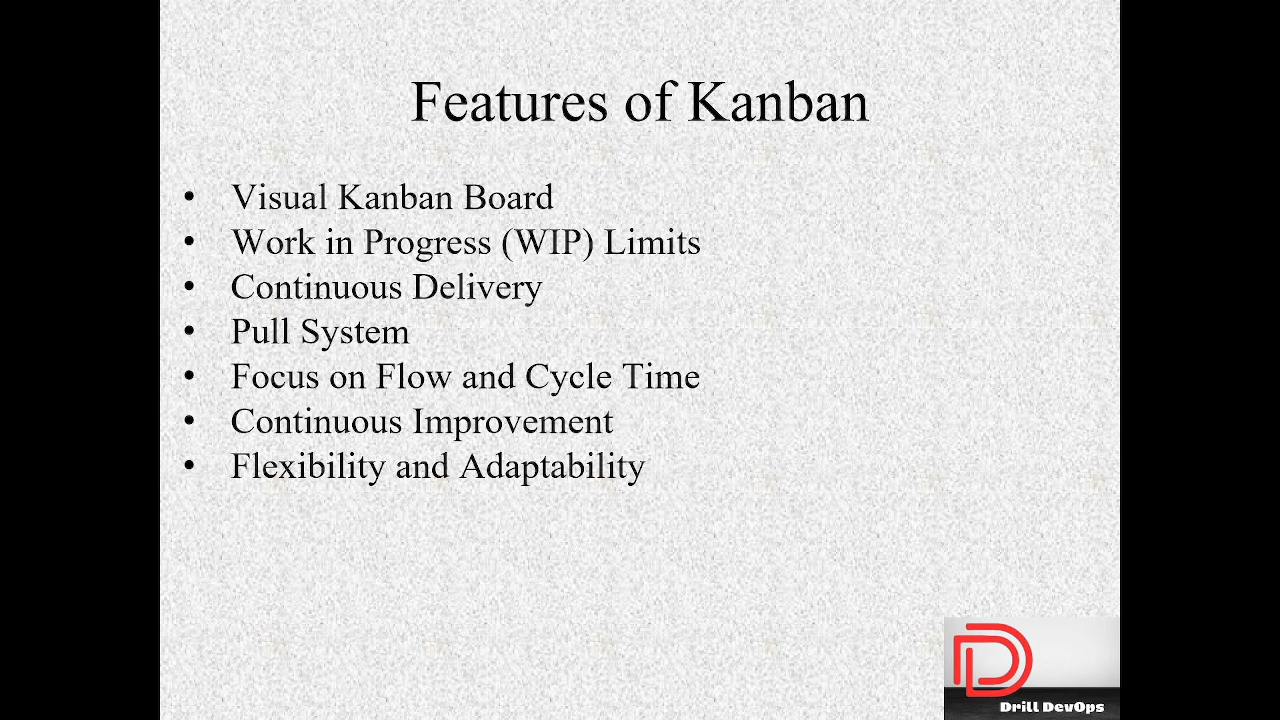 Features of Kanban
• Visual Kanban Board
• Work in Progress (WIP) Limits
• Continuous Delivery
• Pull System
• Focus on Flow and Cycle Time
• Continuous Improvement
• Flexibility and Adaptability
Drill DevOps